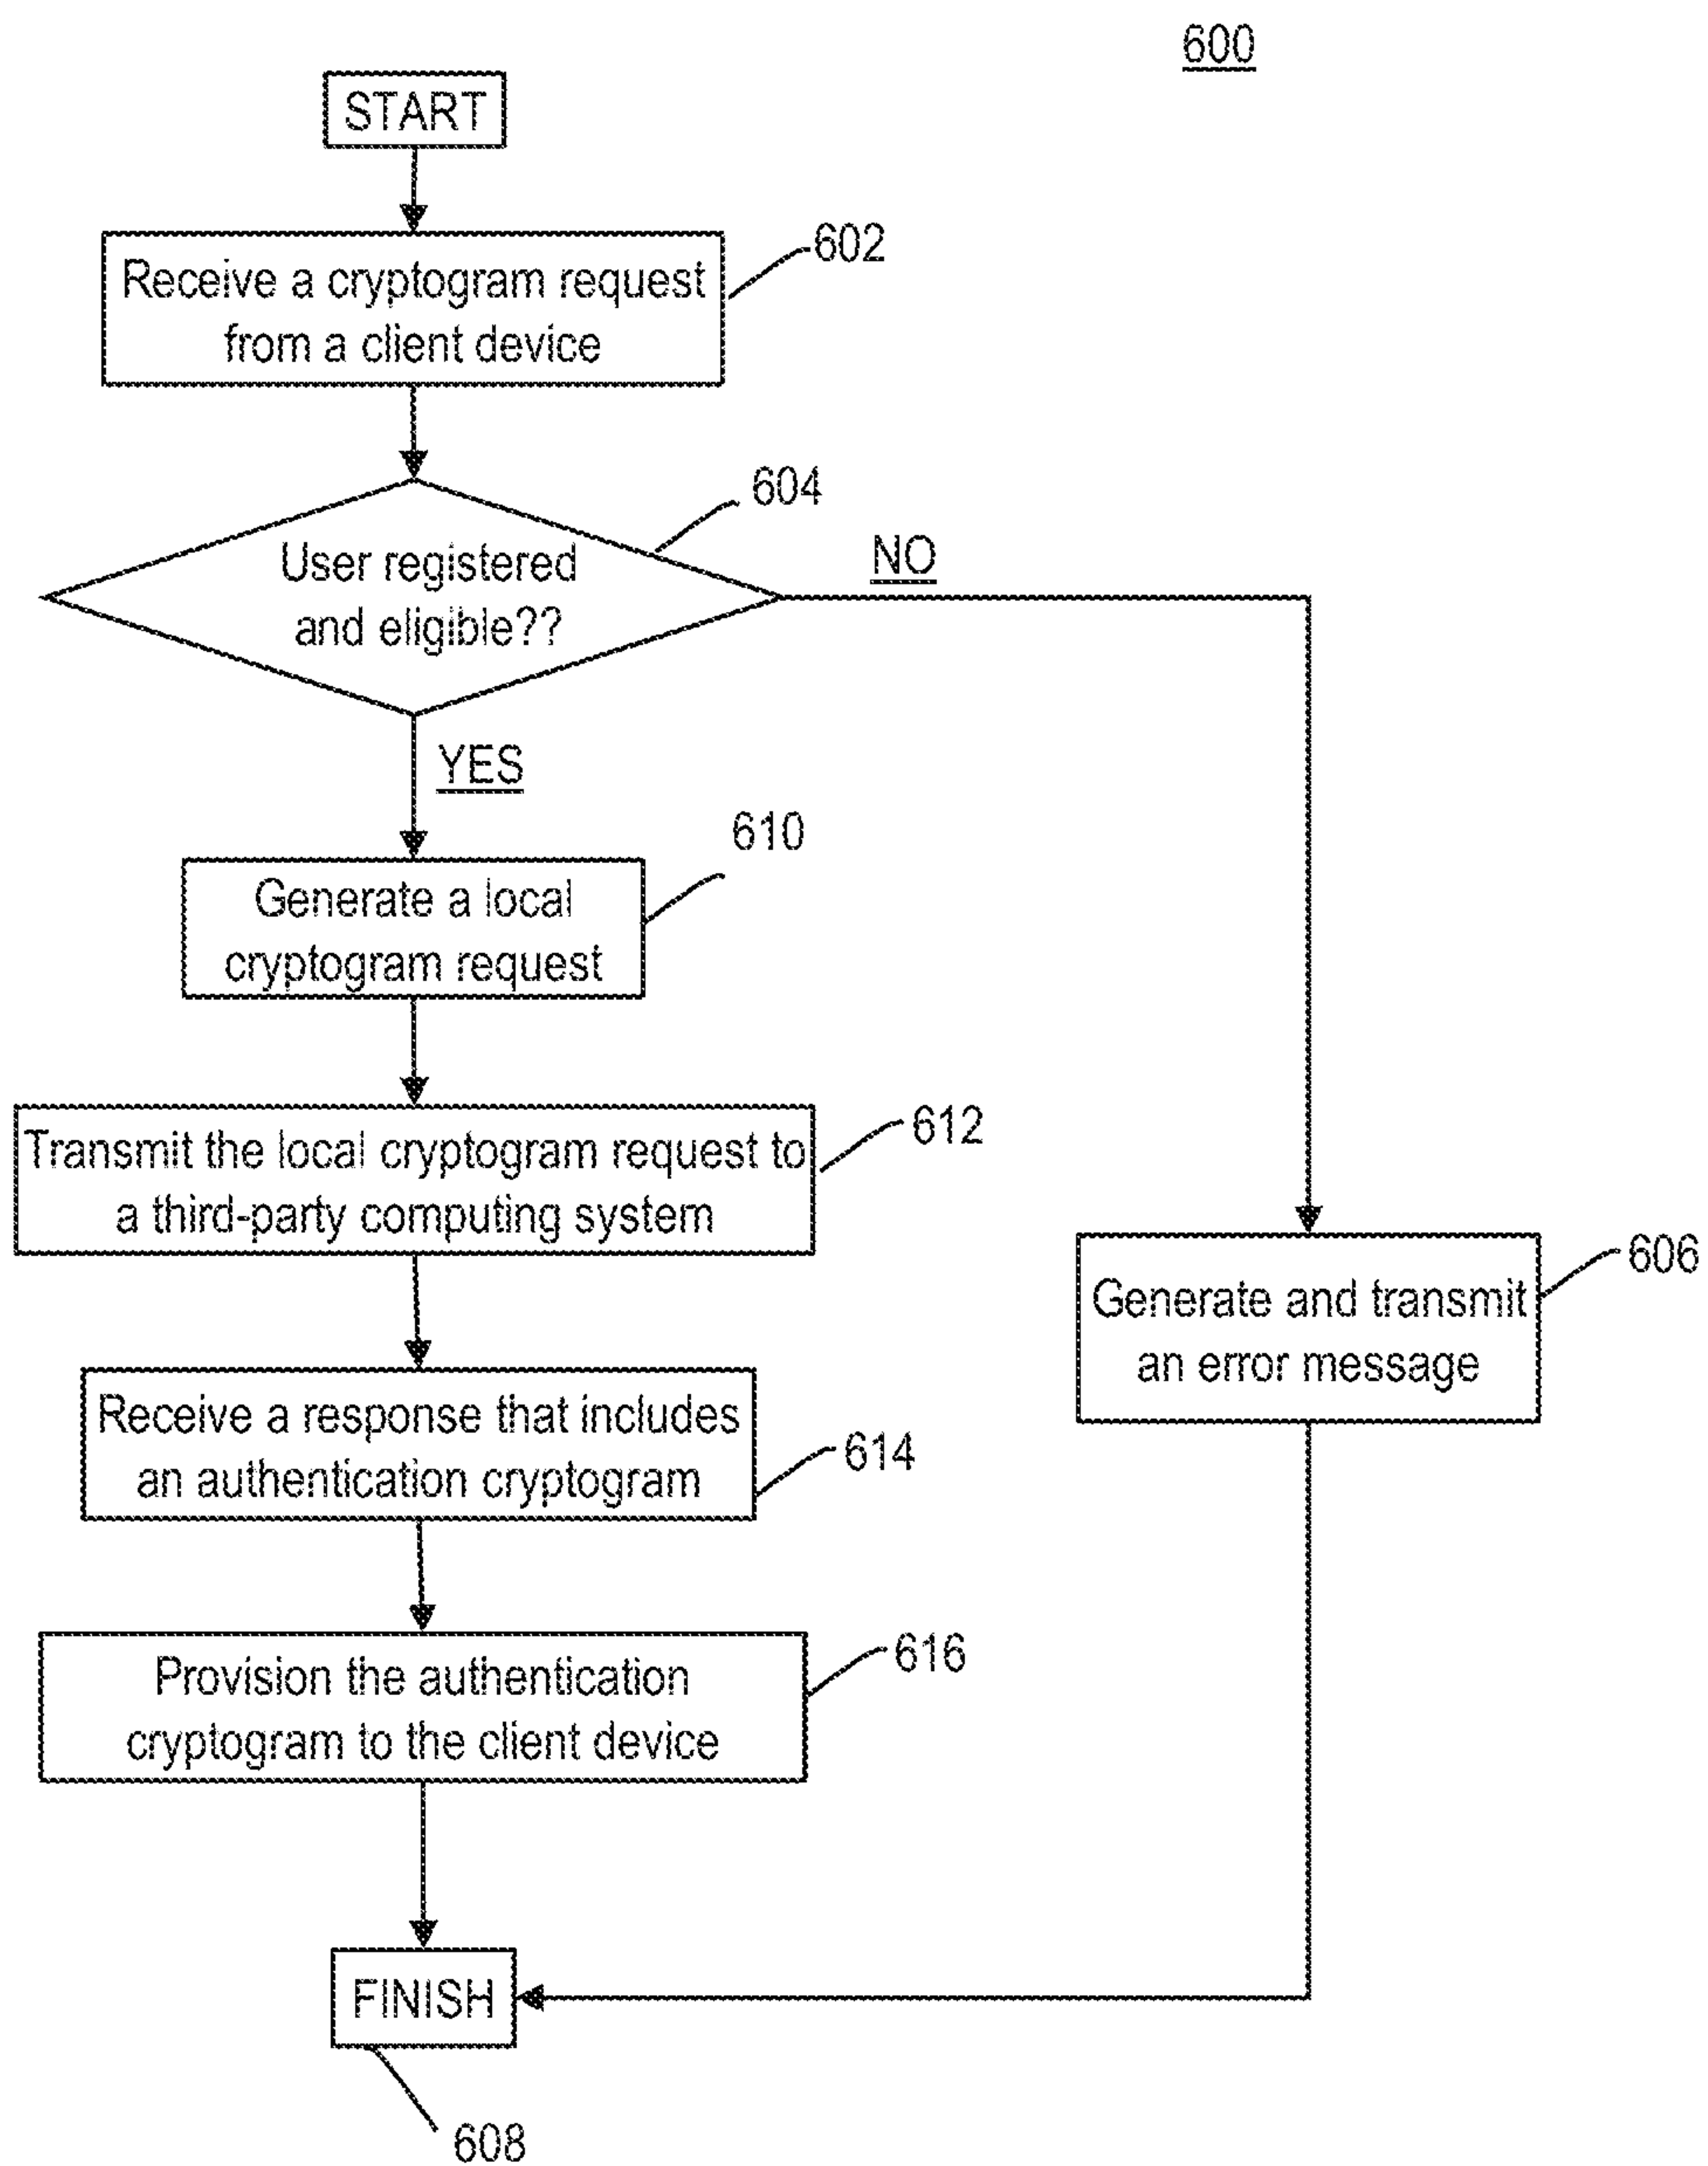 600
START
602
Receive a cryptogram request
from a client device
604
User registered
and eligible??
NO
YES
610
Generate a local
cryptogram request
612
Transmit the local cryptogram request to
a third-party computing system
606
Generate and transmit
an error message
Receive a response that includes
an authentication cryptogram
614
616
Provision the authentication
cryptogram to the client device
FINISH
608